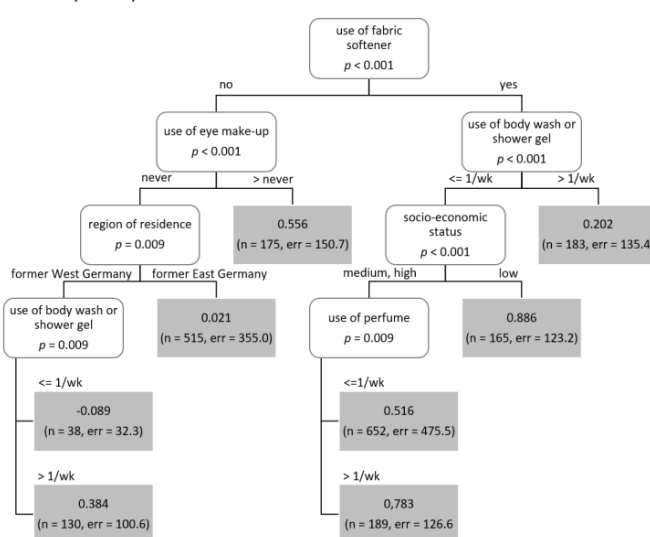 use of fabric
softener
p < 0.001
no
yes
use of eye make-up
p < 0.001
use of body wash or
shower gel
p < 0.001
never
> never
<= 1/wk
> 1/wk
region of residence
p = 0.009
0.556
(n = 175, err = 150.7)
socio-economic
status
p < 0.001
0.202
(n = 183, err = 135.4
former West Germany
former East Germany
medium, high
low
use of body wash or
shower gel
p = 0.009
0.021
(n = 515, err = 355.0)
use of perfume
p = 0.009
0.886
(n = 165, err = 123.2)
<= 1/wk
-0.089
(n = 38, err = 32.3)
<=1/wk
0.516
(n = 652, err = 475.5)
> 1/wk
0.384
(n = 130, err = 100.6)
> 1/wk
0,783
(n = 189, err = 126.6